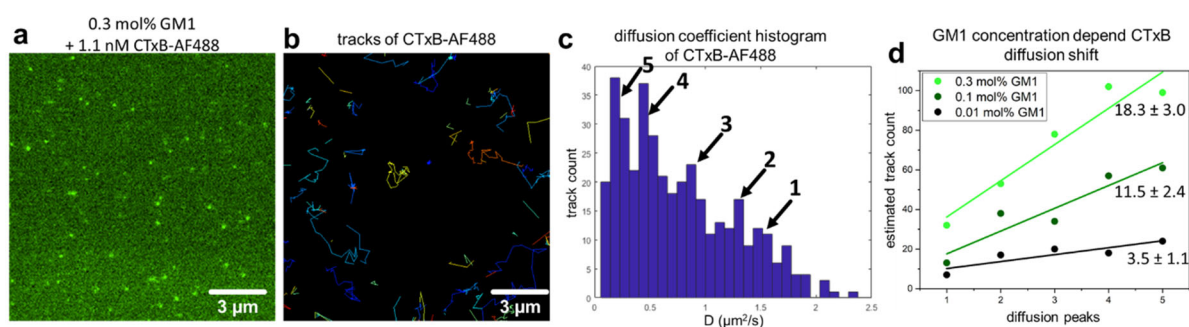 a
0.3 mol% GM1
+ 1.1 nM CTxB-AF488
3 µm
b
tracks of CTxB-AF488
3 µm
c
diffusion coefficient histogram
of CTxB-AF488
track count
40
35
30
25
20
15
10
5
0
5
4
3
2
1
0
0.5
1
1.5
2
2.5
D (µm²/s)
d
GM1 concentration depend CTxB
diffusion shift
estimated track count
100
80
60
40
20
0
0.3 mol% GM1
0.1 mol% GM1
0.01 mol% GM1
18.3 ± 3.0
11.5 ± 2.4
3.5 ± 1.1
1
2
3
4
5
diffusion peaks